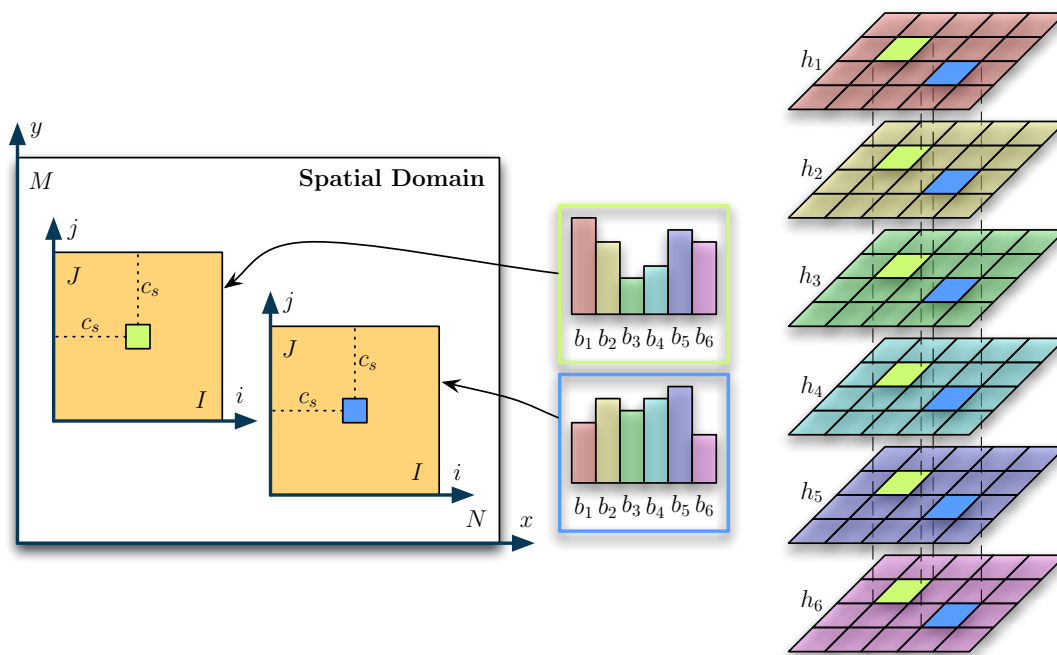 y
M
Spatial Domain
j
J
c_s
c_s
I
i
j
J
c_s
c_s
I
i
N
x
b_1 b_2 b_3 b_4 b_5 b_6
b_1 b_2 b_3 b_4 b_5 b_6
h_1
h_2
h_3
h_4
h_5
h_6